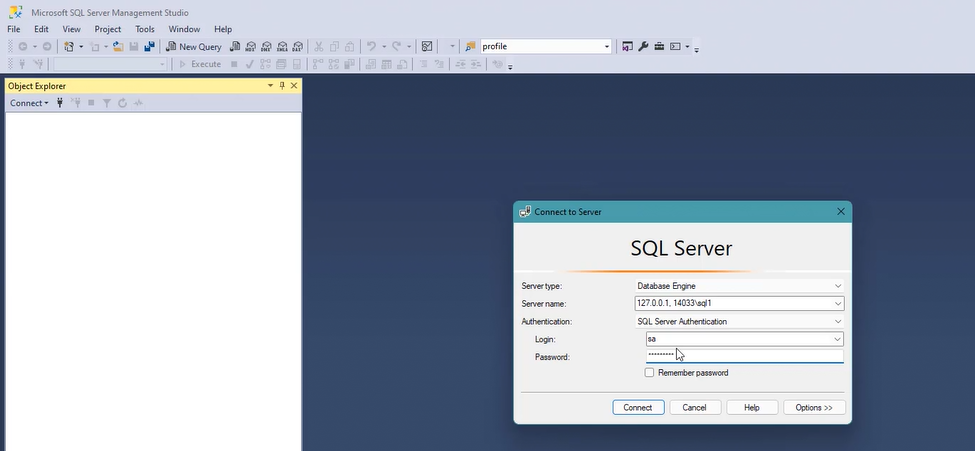 Microsoft SQL Server Management Studio
File Edit View Project Tools Window Help
New Query profile
Execute
Object Explorer
Connect
Connect to Server
SQL Server
Server type: Database Engine
Server name: 127.0.0.1, 14033\sql1
Authentication: SQL Server Authentication
Login: sa
Password: •••••••••
Remember password
Connect Cancel Help Options >>